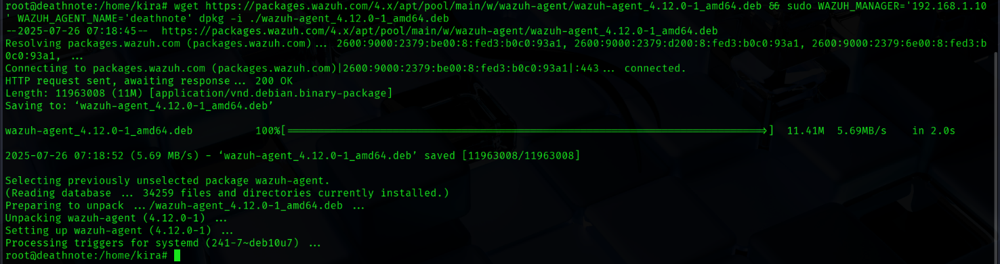 root@deathnote:/home/kira# wget https://packages.wazuh.com/4.x/apt/pool/main/w/wazuh-agent/wazuh-agent_4.12.0-1_amd64.deb && sudo WAZUH_MANAGER='192.168.1.10
' WAZUH_AGENT_NAME='deathnote' dpkg -i ./wazuh-agent_4.12.0-1_amd64.deb
--2025-07-26 07:18:45--  https://packages.wazuh.com/4.x/apt/pool/main/w/wazuh-agent/wazuh-agent_4.12.0-1_amd64.deb
Resolving packages.wazuh.com (packages.wazuh.com)... 2600:9000:2379:be00:8:fed3:b0c0:93a1, 2600:9000:2379:d200:8:fed3:b0c0:93a1, 2600:9000:2379:6e00:8:fed3:b
0c0:93a1, ...
Connecting to packages.wazuh.com (packages.wazuh.com)|2600:9000:2379:be00:8:fed3:b0c0:93a1|:443... connected.
HTTP request sent, awaiting response... 200 OK
Length: 11963008 (11M) [application/vnd.debian.binary-package]
Saving to: ‘wazuh-agent_4.12.0-1_amd64.deb’
wazuh-agent_4.12.0-1_amd64.deb          100%[=============================================================================>]  11.41M  5.69MB/s    in 2.0s
2025-07-26 07:18:52 (5.69 MB/s) - ‘wazuh-agent_4.12.0-1_amd64.deb’ saved [11963008/11963008]
Selecting previously unselected package wazuh-agent.
(Reading database ... 34259 files and directories currently installed.)
Preparing to unpack .../wazuh-agent_4.12.0-1_amd64.deb ...
Unpacking wazuh-agent (4.12.0-1) ...
Setting up wazuh-agent (4.12.0-1) ...
Processing triggers for systemd (241-7~deb10u7) ...
root@deathnote:/home/kira#